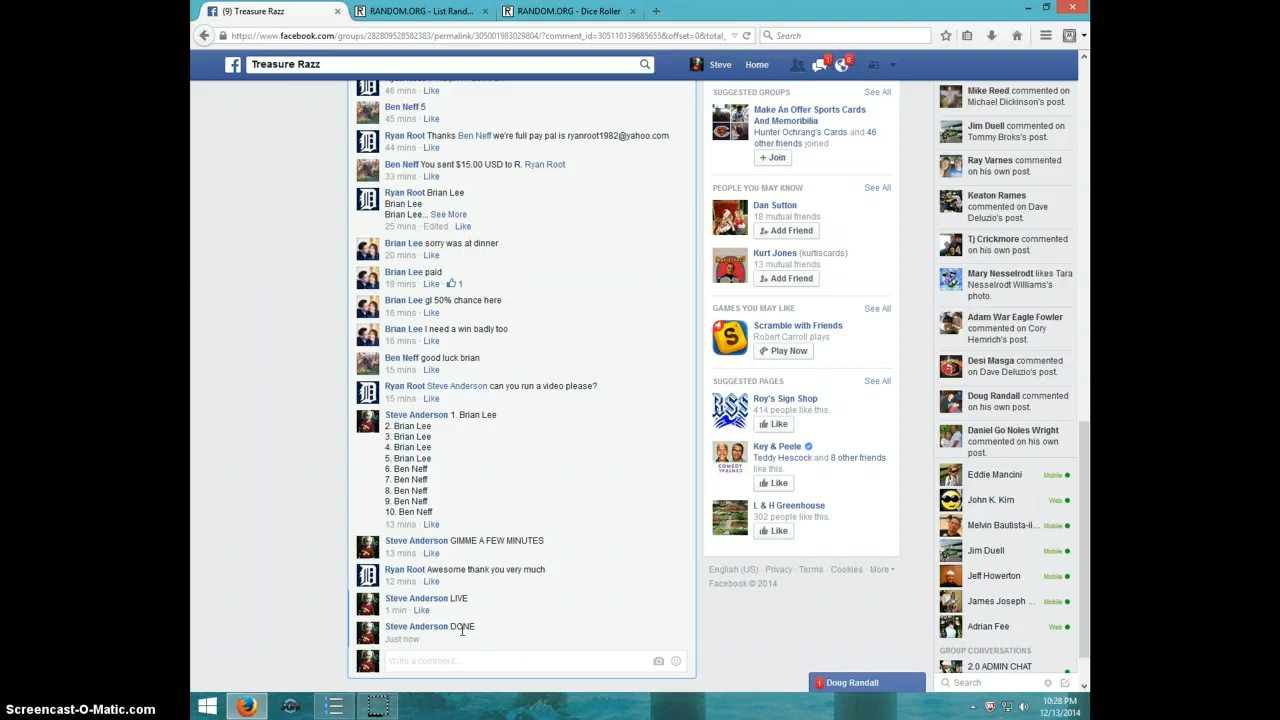 (9) Treasure Razz
RANDOM.ORG - List Rand...
RANDOM.ORG - Dice Roller
https://www.facebook.com/groups/282809528582383/permalink/305001983029804/?comment_id=305110139685655&offset=0&total_
Search
Treasure Razz
Steve
Home
1
8
46 mins · Like
Ben Neff 5
45 mins · Like
Ryan Root Thanks Ben Neff we're full pay pal is ryanroot1982@yahoo.com
44 mins · Like
Ben Neff You sent $15.00 USD to R. Ryan Root
33 mins · Like
Ryan Root Brian Lee
Brian Lee
Brian Lee... See More
25 mins · Edited · Like
Brian Lee sorry was at dinner
20 mins · Like
Brian Lee paid
19 mins · Like · 1
Brian Lee gl 50% chance here
16 mins · Like
Brian Lee I need a win badly too
16 mins · Like
Ben Neff good luck brian
15 mins · Like
Ryan Root Steve Anderson can you run a video please?
15 mins · Like
Steve Anderson 1. Brian Lee
2. Brian Lee
3. Brian Lee
4. Brian Lee
5. Brian Lee
6. Ben Neff
7. Ben Neff
8. Ben Neff
9. Ben Neff
10. Ben Neff
13 mins · Like
Steve Anderson GIMME A FEW MINUTES
13 mins · Like
Ryan Root Awesome thank you very much
12 mins · Like
Steve Anderson LIVE
1 min · Like
Steve Anderson DONE
Just now
Write a comment...
SUGGESTED GROUPS
See All
Make An Offer Sports Cards
And Memoribilia
Hunter Ochrang's Cards and 46
other friends joined
+ Join
PEOPLE YOU MAY KNOW
See All
Dan Sutton
18 mutual friends
Add Friend
Kurt Jones (kurtiscards)
13 mutual friends
Add Friend
GAMES YOU MAY LIKE
See All
Scramble with Friends
Robert Carroll plays
Play Now
SUGGESTED PAGES
See All
Roy's Sign Shop
414 people like this.
Like
Key & Peele
Teddy Hescock and 8 other friends
like this.
Like
L & H Greenhouse
302 people like this.
Like
English (US) · Privacy · Terms · Cookies · More
Facebook © 2014
Mike Reed commented on
Michael Dickinson's post.
Jim Duell commented on
Tommy Broks's post.
Ray Varnes commented
on his own post.
Keaton Rames
commented on Dave
Deluzio's post.
Tj Crickmore commented
on his own post.
Mary Nesselrodt likes Tara
Nesselrodt Williams's
photo.
Adam War Eagle Fowler
commented on Cory
Hemrich's post.
Desi Masga commented
on Dave Deluzio's post.
Doug Randall commented
on his own post.
Daniel Go Noles Wright
commented on his own
post.
Eddie Mancini Mobile
John K. Kim Web
Melvin Bautista-il... Mobile
Jim Duell
Jeff Howerton
James Joseph ... Mobile
Adrian Fee Web
GROUP CONVERSATIONS
2.0 ADMIN CHAT
Search
1 Doug Randall
10:28 PM
12/13/2014
Screencast-O-Matic.com